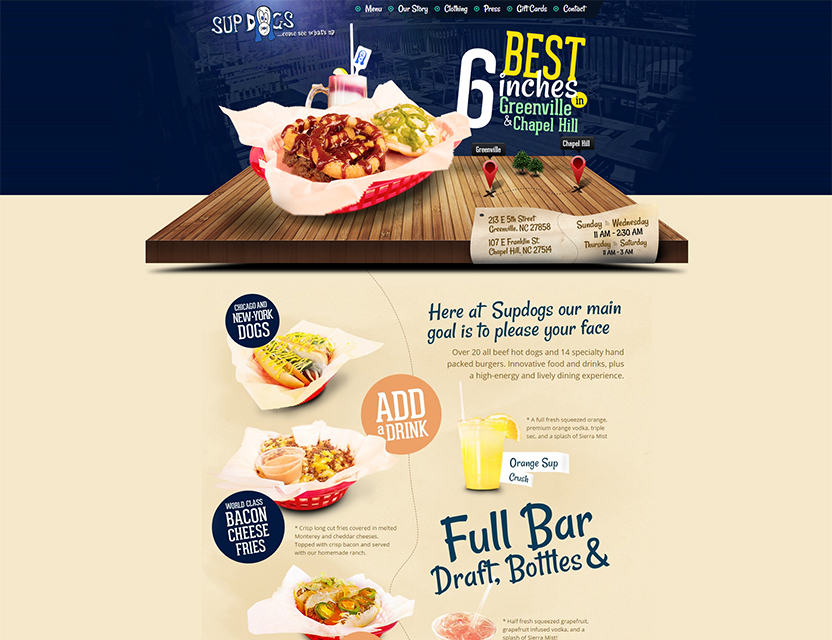 SUP DOGS
...come see what's up
Menu
Our Story
Clothing
Press
Gift Cards
Contact
6 BEST
inches
in
Greenville
& Chapel Hill
Greenville
Chapel Hill
213 E 5th Street
Greenville, NC 27858
107 E Franklin St.
Chapel Hill, NC 27514
Sunday to Wednesday
11 AM - 2:30 AM
Thursday to Saturday
11 AM - 3 AM
CHICAGO AND
NEW-YORK
DOGS
Here at Supdogs our main
goal is to please your face
Over 20 all beef hot dogs and 14 specialty hand
packed burgers. Innovative food and drinks, plus
a high-energy and lively dining experience.
ADD
a DRINK
* A full fresh squeezed orange,
premium orange vodka, triple
sec, and a splash of Sierra Mist
Orange Sup
Crush
WORLD CLASS
BACON
CHEESE
FRIES
* Crisp long cut fries covered in melted
Monterey and cheddar cheeses.
Topped with crisp bacon and served
with our homemade ranch.
Full Bar
Draft, Bottles &
* Half fresh squeezed grapefruit,
grapefruit infused vodka, and a
splash of Sierra Mist!